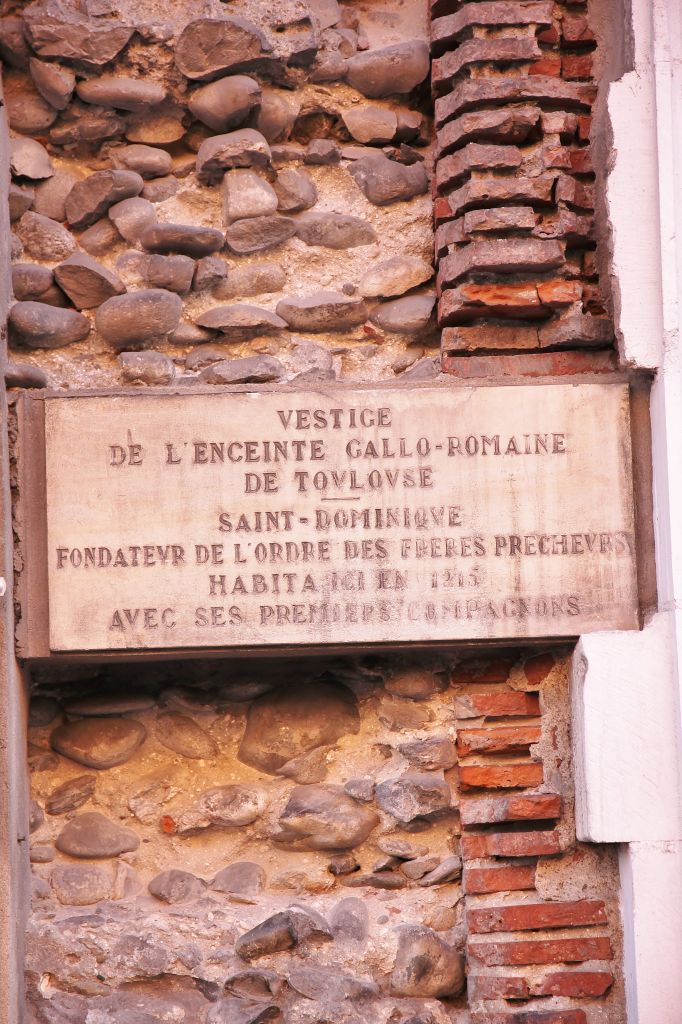 VESTIGE
DE L'ENCEINTE GALLO-ROMAINE
DE TOVLOVSE
SAINT-DOMINIQVE
FONDATEVR DE L'ORDRE DES FRERES PRECHEVRS
HABITA ICI EN 1215
AVEC SES PREMIERS COMPAGNONS